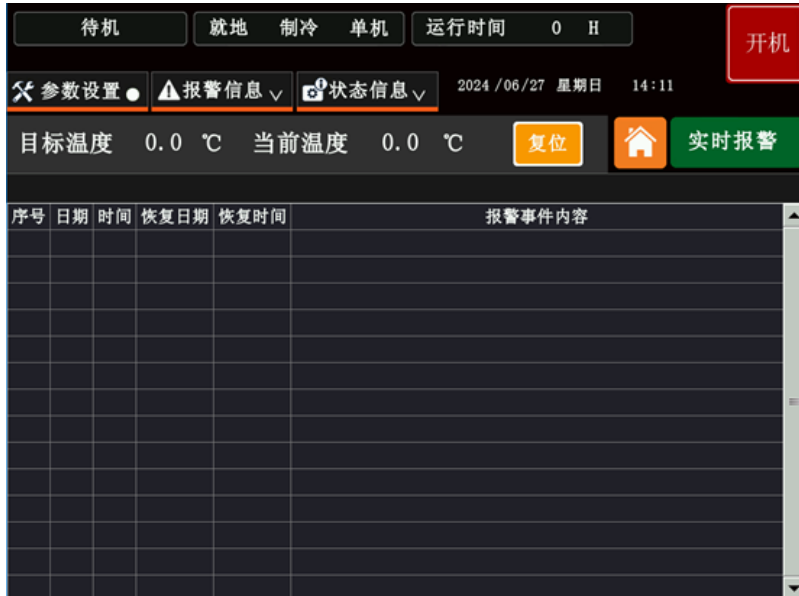 待机 就地 制冷 单机 运行时间 0 H 开机
参数设置 报警信息 状态信息 2024/06/27 星期日 14:11
目标温度 0.0 ℃ 当前温度 0.0 ℃ 复位 实时报警
序号 日期 时间 恢复日期 恢复时间 报警事件内容